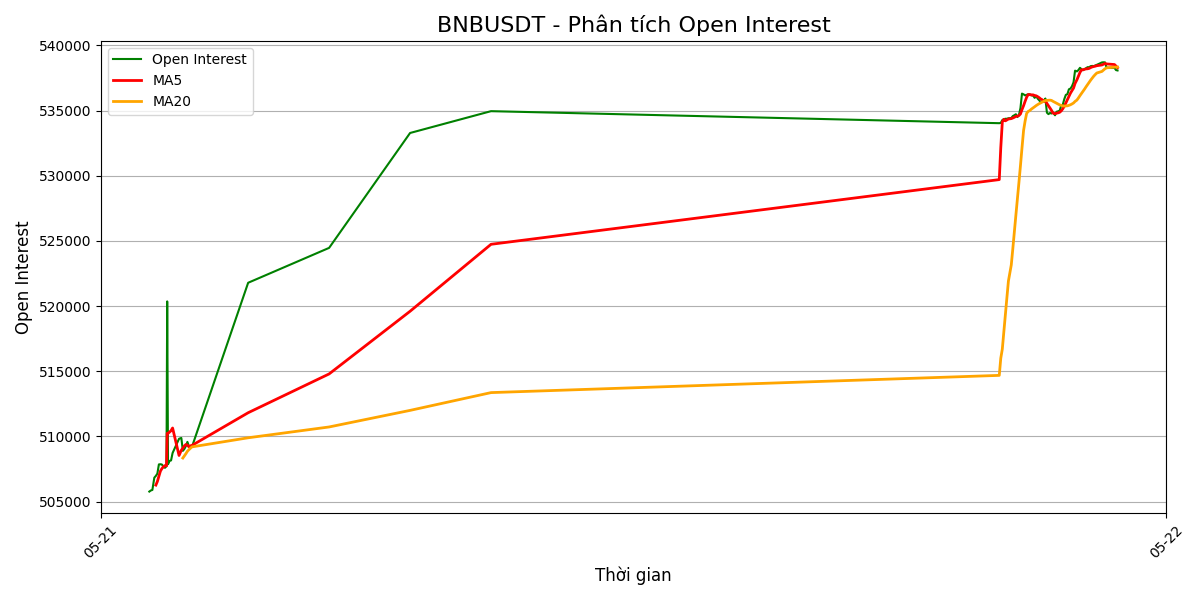 BNBUSDT - Phân tích Open Interest
Open Interest
MA5
MA20
540000
535000
530000
525000
520000
515000
510000
505000
Open Interest
05-21
05-22
Thời gian